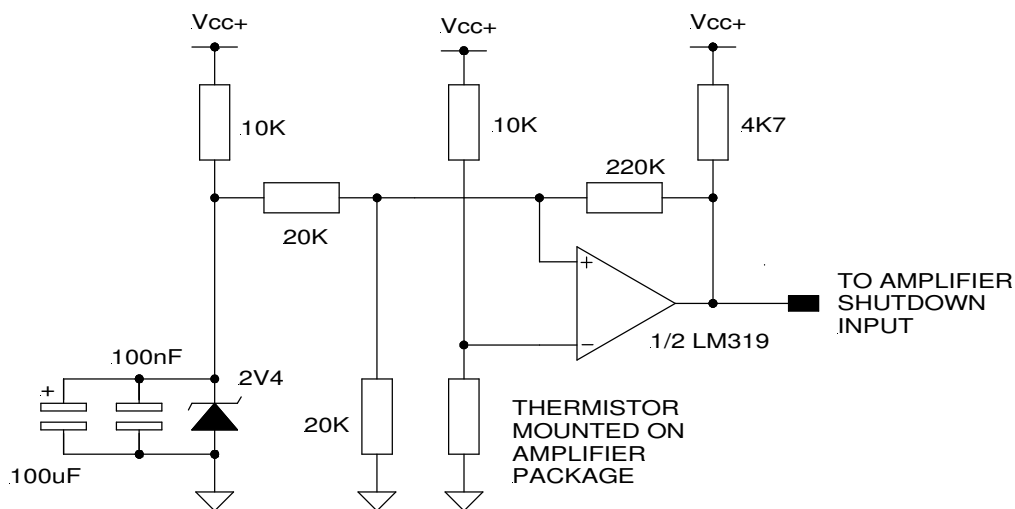 Vcc+
Vcc+
Vcc+
10K
10K
4K7
220K
20K
+
-
TO AMPLIFIER
SHUTDOWN
INPUT
1/2 LM319
100nF
+
2V4
20K
THERMISTOR
MOUNTED ON
AMPLIFIER
PACKAGE
100uF